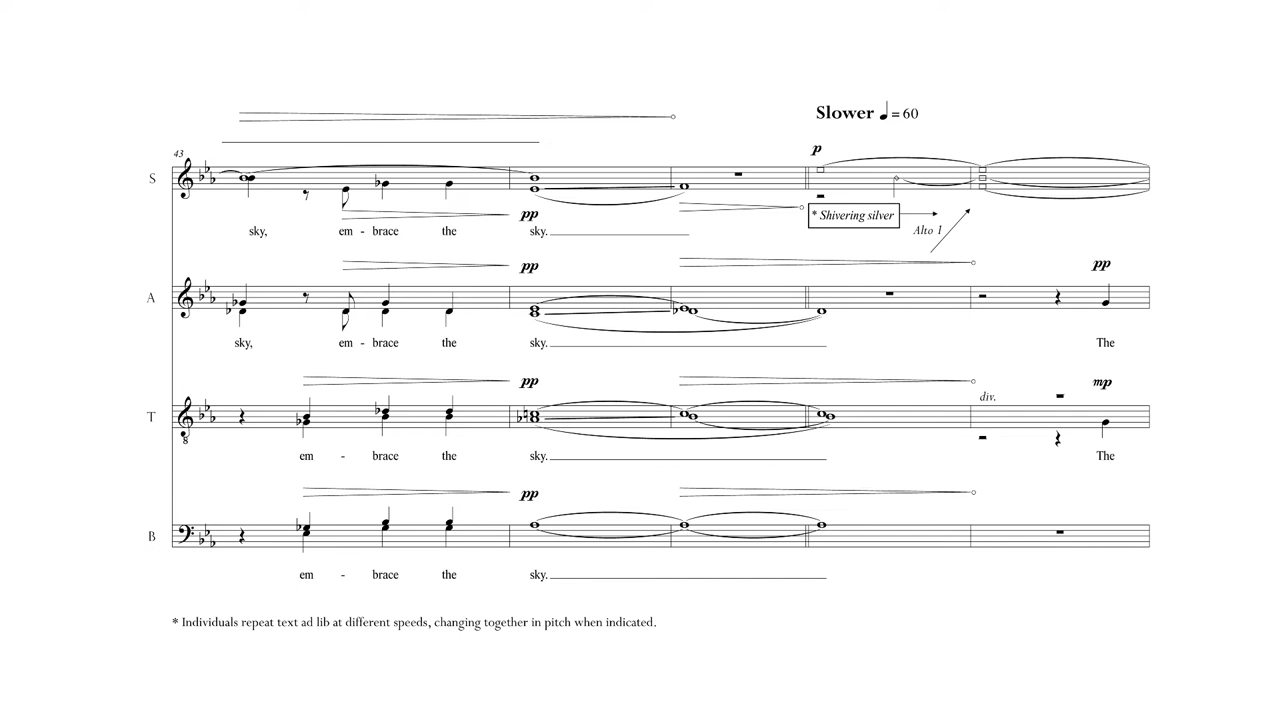 Slower ♩ = 60
43
p
S
* Shivering silver
sky, em - brace the pp sky.
Alto 1
pp
pp
A
sky, em - brace the sky. The
pp
mp
div.
T
8
em - brace the sky. The
pp
B
em - brace the sky.
* Individuals repeat text ad lib at different speeds, changing together in pitch when indicated.